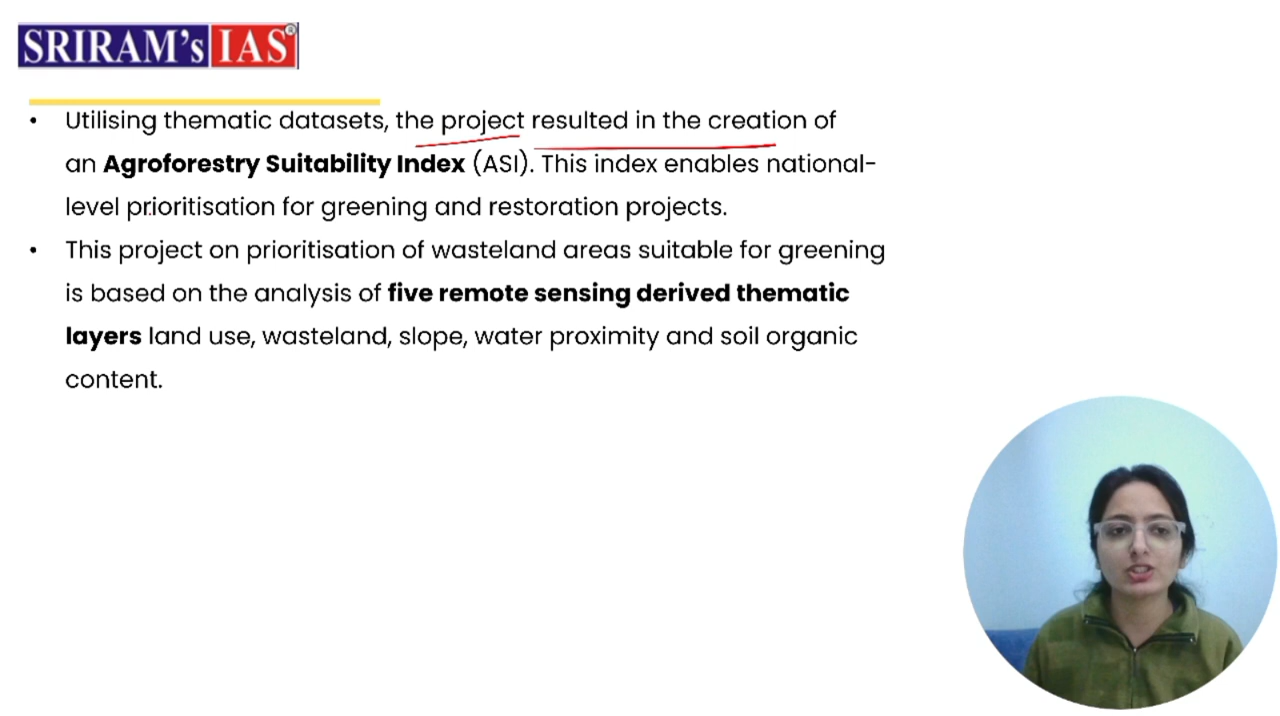 SRIRAM's IAS®
• Utilising thematic datasets, the project resulted in the creation of
an Agroforestry Suitability Index (ASI). This index enables national-
level prioritisation for greening and restoration projects.
• This project on prioritisation of wasteland areas suitable for greening
is based on the analysis of five remote sensing derived thematic
layers land use, wasteland, slope, water proximity and soil organic
content.